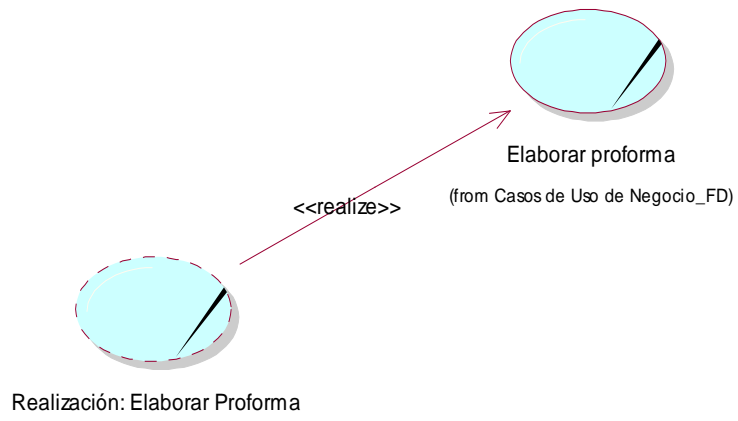 Elaborar proforma
(from Casos de Uso de Negocio_FD)
<<realize>>
Realización: Elaborar Proforma